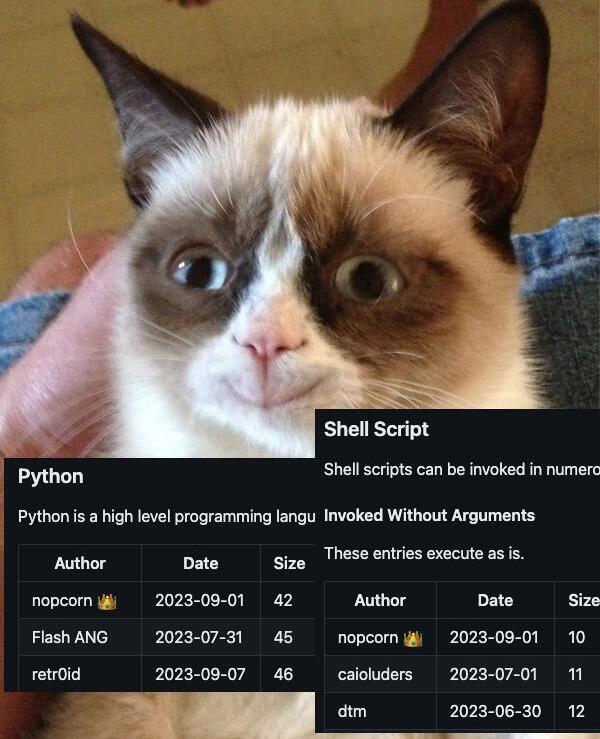 Shell Script
Shell scripts can be invoked in numero
Invoked Without Arguments
These entries execute as is.
Author Date Size
nopcorn 👑 2023-09-01 10
caioluders 2023-07-01 11
dtm 2023-06-30 12
Python
Python is a high level programming langu
Author Date Size
nopcorn 👑 2023-09-01 42
Flash ANG 2023-07-31 45
retr0id 2023-09-07 46